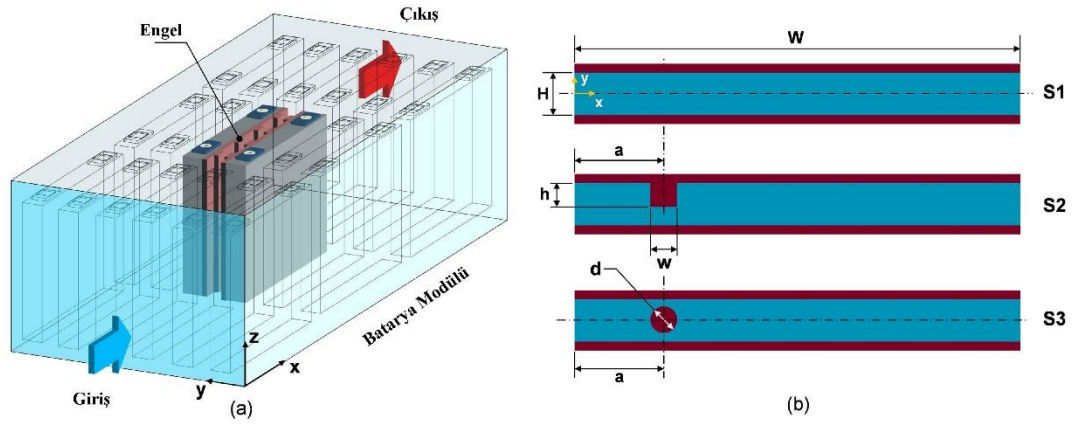 Çıkış
Engel
Batarya Modülü
z
x
y
Giriş
(a)
W
H
y
x
S1
a
h
w
S2
d
a
S3
(b)